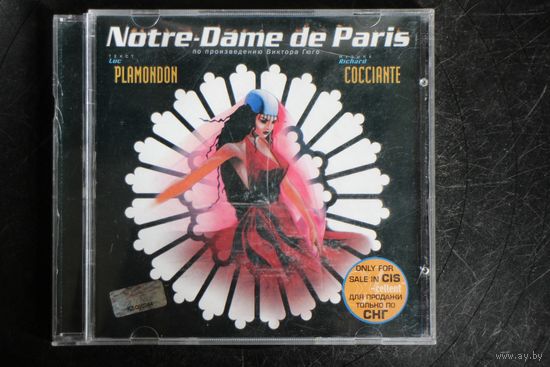 Notre-Dame de Paris
по произведению Виктора Гюго
ТЕКСТ
Luc
PLAMONDON
МУЗЫКА
Richard
COCCIANTE
ONLY FOR
SALE IN CIS
ДЛЯ ПРОДАЖИ
ТОЛЬКО ПО
СНГ
www.ay.by